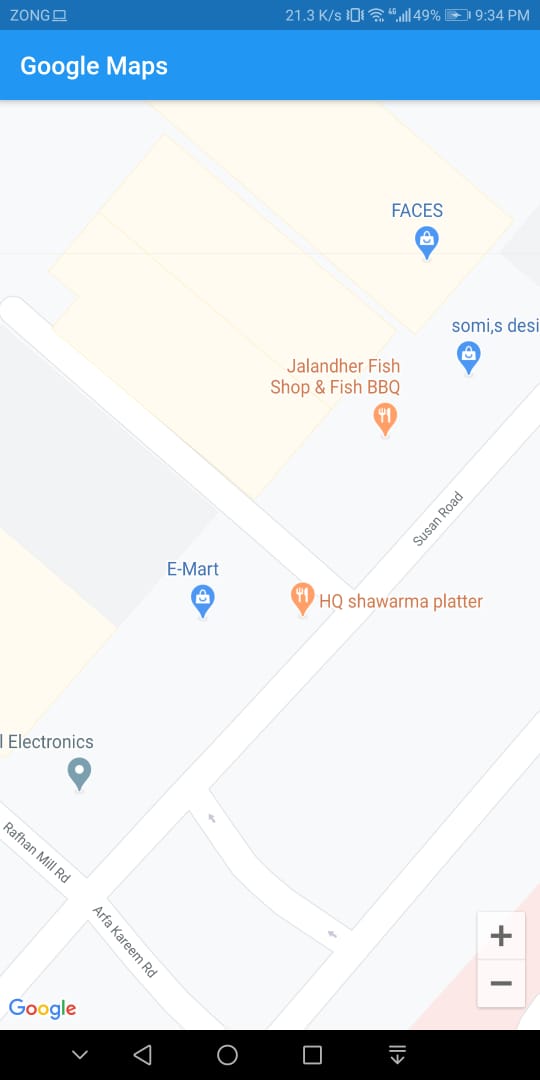 ZONG 21.3 K/s 4G 49% 9:34 PM
Google Maps
FACES
somi,s desi
Jalandher Fish
Shop & Fish BBQ
Susan Road
E-Mart
HQ shawarma platter
l Electronics
Rafhan Mill Rd
Arfa Kareem Rd
Google